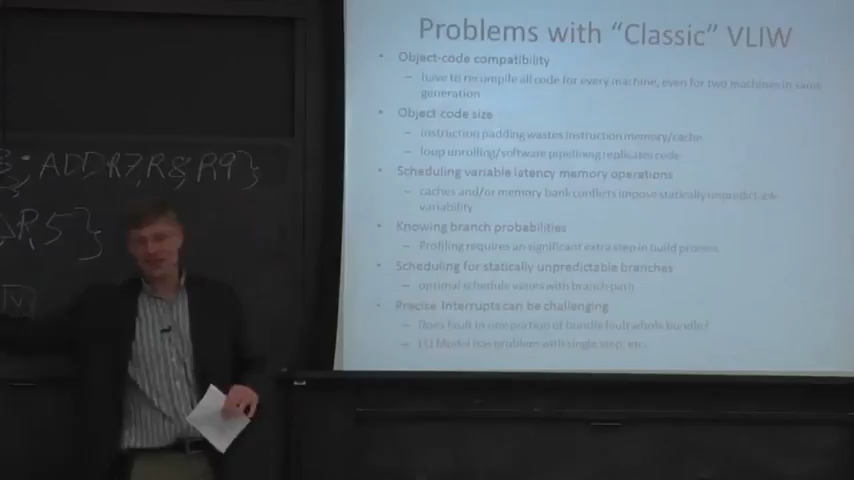 Problems with “Classic” VLIW
• Object-code compatibility
– have to recompile all code for every machine, even for two machines in same
generation
• Object code size
– instruction padding wastes instruction memory/cache
– loop unrolling/software pipelining replicates code
• Scheduling variable latency memory operations
– caches and/or memory bank conflicts impose statically unpredictable
variability
• Knowing branch probabilities
– Profiling requires an significant extra step in build process
• Scheduling for statically unpredictable branches
– optimal schedule varies with branch path
• Precise Interrupts can be challenging
– Does fault in one portion of bundle fault whole bundle?
– EQ Model has problem with single step, etc.
ADD R7, R8, R9}
R5}